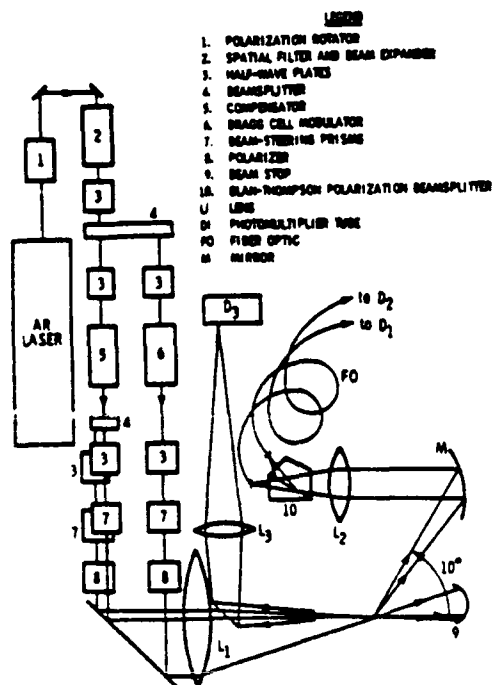 LEGEND
1. POLARIZATION ROTATOR
2. SPATIAL FILTER AND BEAM EXPANDER
3. HALF-WAVE PLATES
4 BEAMSPLITTER
5 COMPENSATOR
6 BRAGG CELL MODULATOR
7. BEAM-STEERING PRISMS
8 POLARIZER
9. BEAM STOP
10. GLAN-THOMPSON POLARIZATION BEAMSPLITTER
LI LENS
DI PHOTOMULTIPLIER TUBE
FO FIBER OPTIC
M MIRROR
1
2
3
4
3
3
AR
LASER
5
6
D3
to D2
to D1
FO
4
3
3
3
10
L2
M
7
7
7
L3
10°
8
8
L1
9